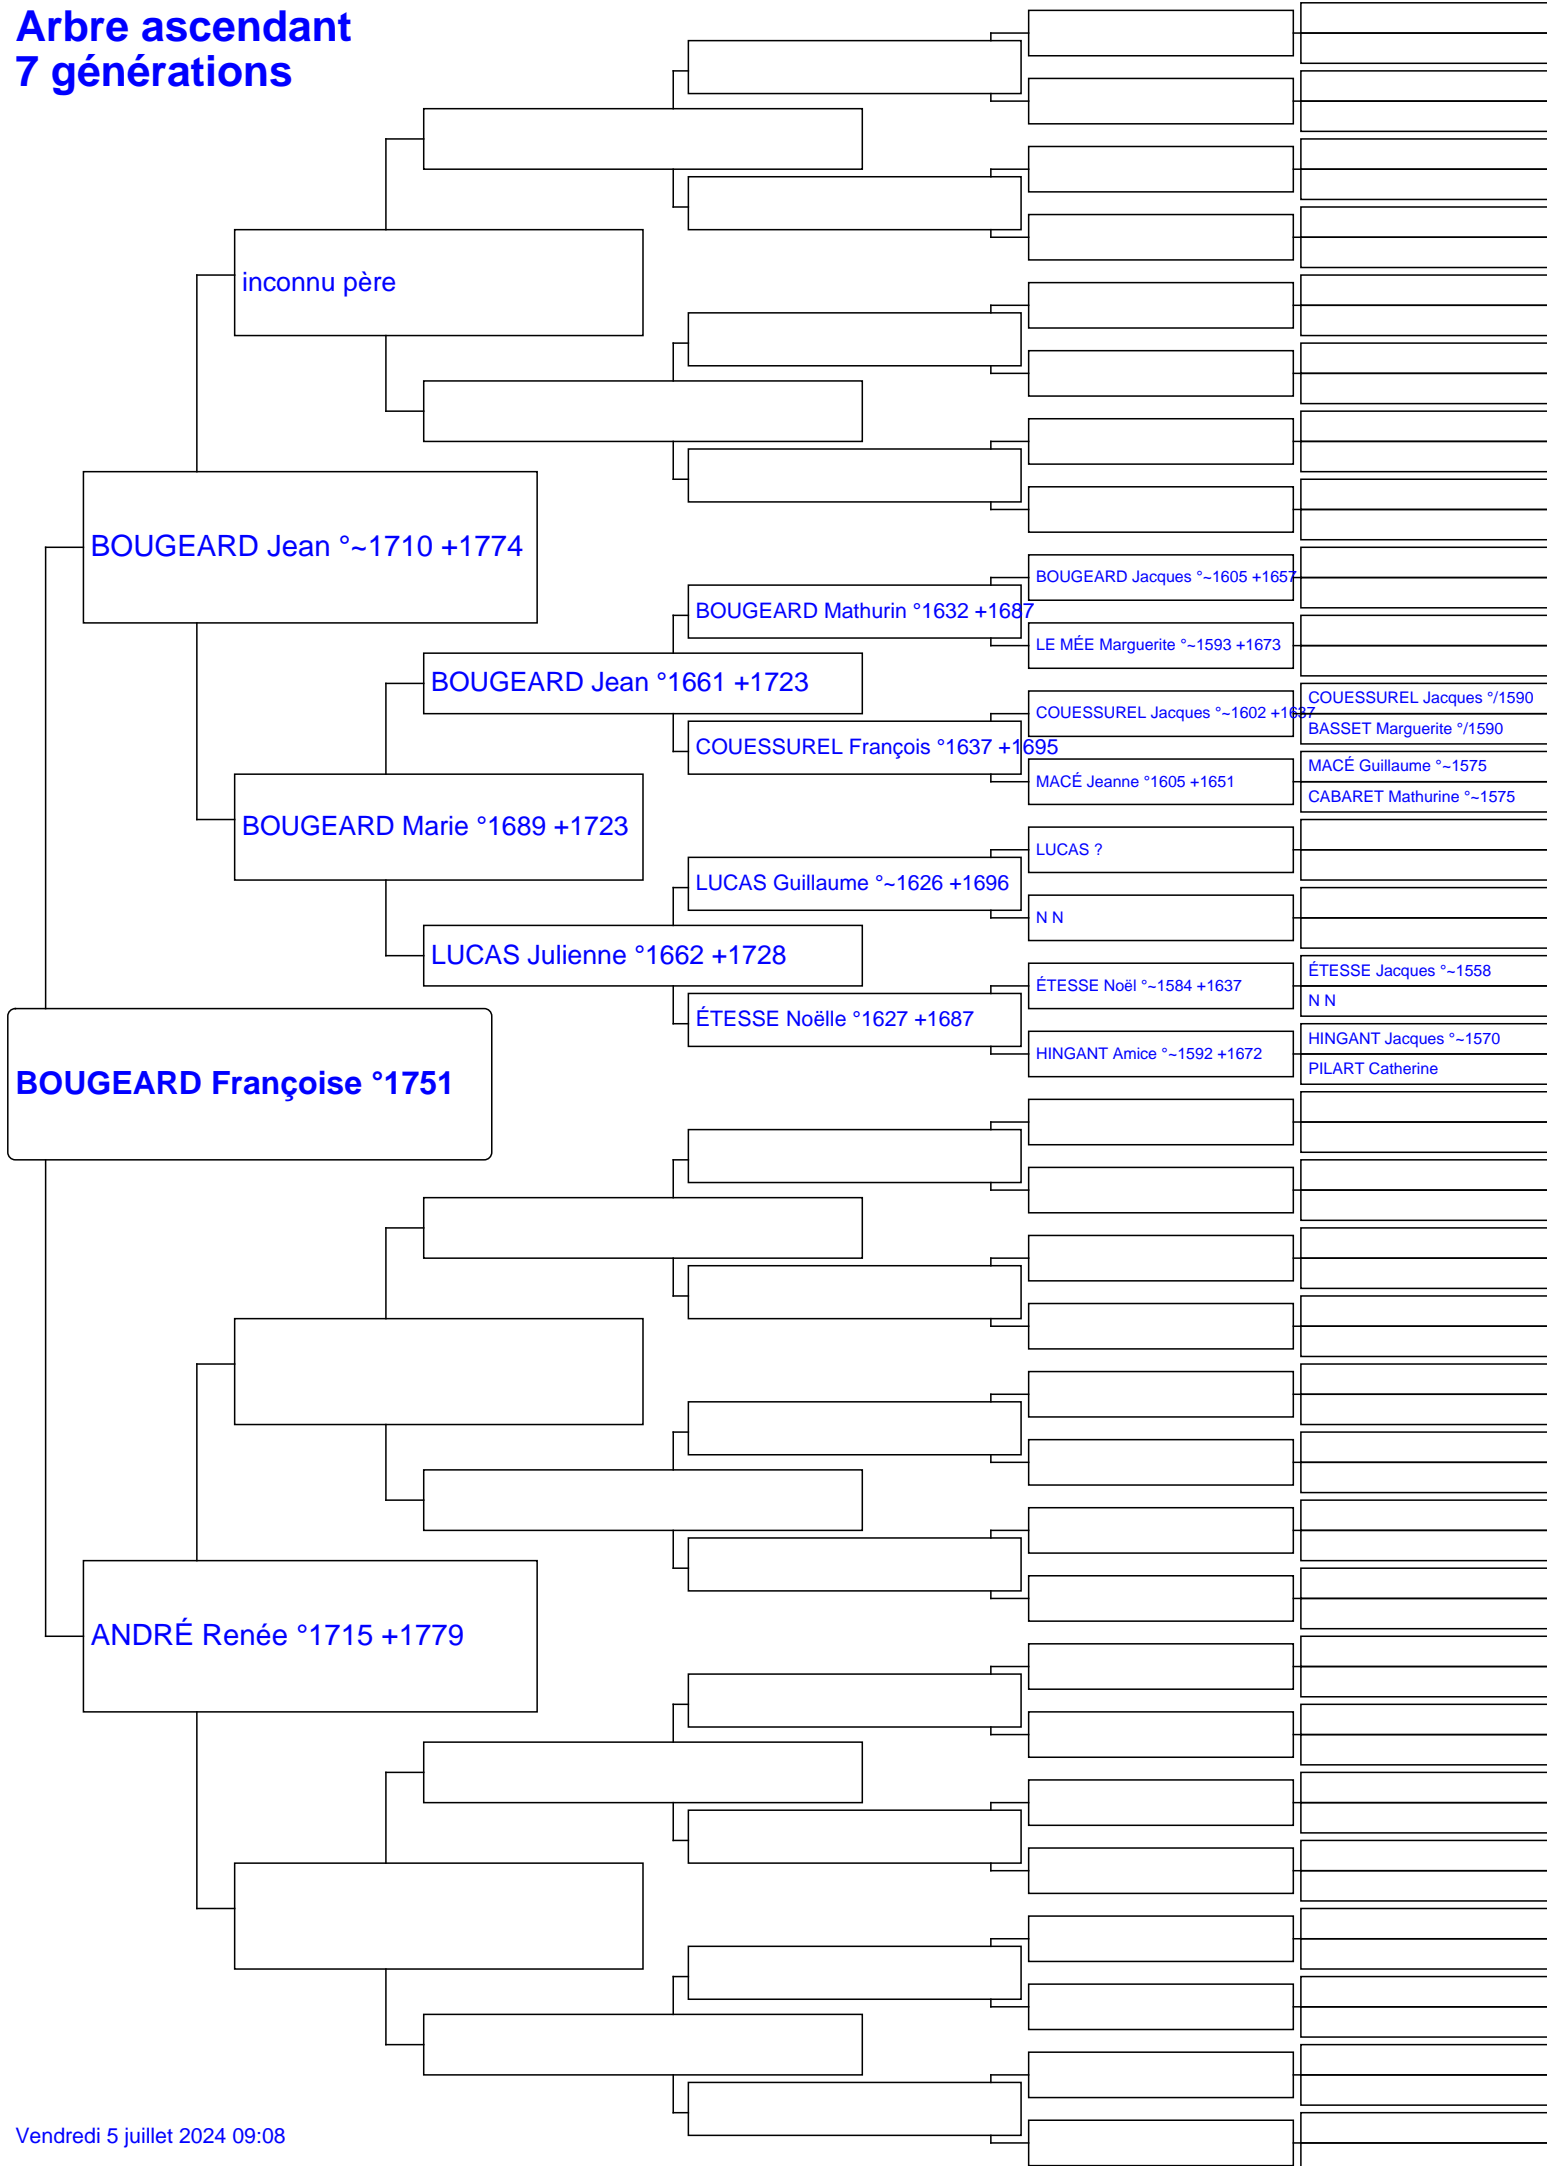 Arbre ascendant
7 générations
inconnu père
BOUGEARD Jean °~1710 +1774
BOUGEARD Jacques °~1605 +1657
BOUGEARD Mathurin °1632 +1687
LE MÉE Marguerite °~1593 +1673
BOUGEARD Jean °1661 +1723
COUESSUREL Jacques °/1590
COUESSUREL Jacques °~1602 +1637
BASSET Marguerite °/1590
COUESSUREL François °1637 +1695
MACÉ Guillaume °~1575
MACÉ Jeanne °1605 +1651
CABARET Mathurine °~1575
BOUGEARD Marie °1689 +1723
LUCAS ?
LUCAS Guillaume °~1626 +1696
N N
LUCAS Julienne °1662 +1728
ÉTESSE Jacques °~1558
ÉTESSE Noël °~1584 +1637
N N
ÉTESSE Noëlle °1627 +1687
HINGANT Jacques °~1570
HINGANT Amice °~1592 +1672
PILART Catherine
BOUGEARD Françoise °1751
ANDRÉ Renée °1715 +1779
Vendredi 5 juillet 2024 09:08